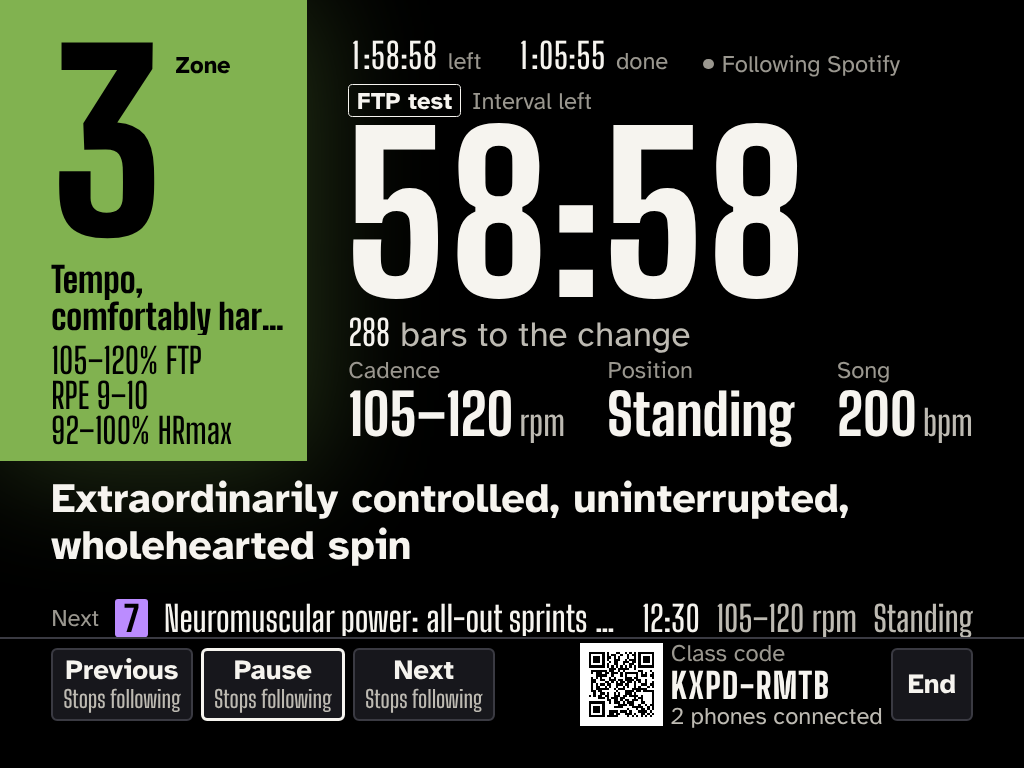 3 Zone
Tempo,
comfortably har...
105–120% FTP
RPE 9–10
92–100% HRmax
1:58:58 left 1:05:55 done Following Spotify
FTP test Interval left
58:58
288 bars to the change
Cadence Position Song
105–120 rpm Standing 200 bpm
Extraordinarily controlled, uninterrupted,
wholehearted spin
Next 7 Neuromuscular power: all-out sprints ... 12:30 105–120 rpm Standing
Previous Pause Next
Stops following Stops following Stops following
Class code
KXPD-RMTB
2 phones connected
End